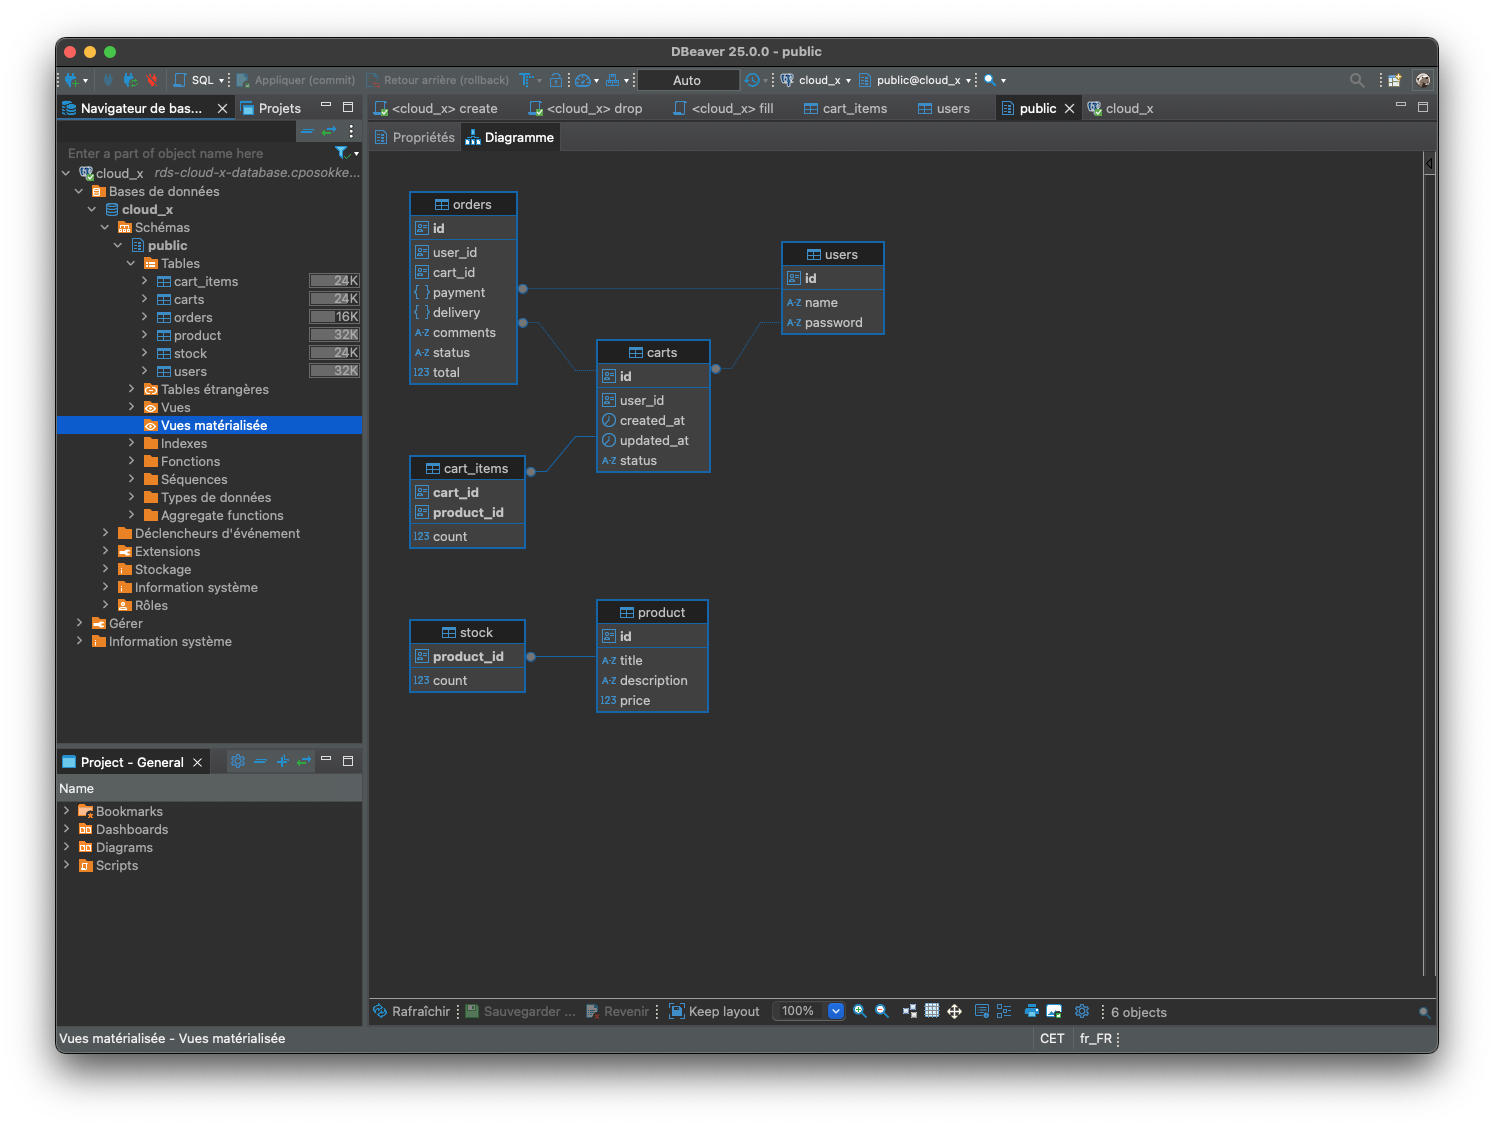 DBeaver 25.0.0 - public
SQL
Appliquer (commit)
Retour arrière (rollback)
Auto
cloud_x
public@cloud_x
Navigateur de bas...
Projets
<cloud_x> create
<cloud_x> drop
<cloud_x> fill
cart_items
users
public
cloud_x
Propriétés
Diagramme
Enter a part of object name here
cloud_x rds-cloud-x-database.cposokke...
Bases de données
cloud_x
Schémas
public
Tables
cart_items 24K
carts 24K
orders 16K
product 32K
stock 24K
users 32K
Tables étrangères
Vues
Vues matérialisée
Indexes
Fonctions
Séquences
Types de données
Aggregate functions
Déclencheurs d'événement
Extensions
Stockage
Information système
Rôles
Gérer
Information système
orders
id
user_id
cart_id
{ } payment
{ } delivery
A-Z comments
A-Z status
123 total
users
id
A-Z name
A-Z password
carts
id
user_id
created_at
updated_at
A-Z status
cart_items
cart_id
product_id
123 count
stock
product_id
123 count
product
id
A-Z title
A-Z description
123 price
Project - General
Name
Bookmarks
Dashboards
Diagrams
Scripts
Rafraîchir
Sauvegarder ...
Revenir
Keep layout
100%
6 objects
Vues matérialisée - Vues matérialisée
CET
fr_FR